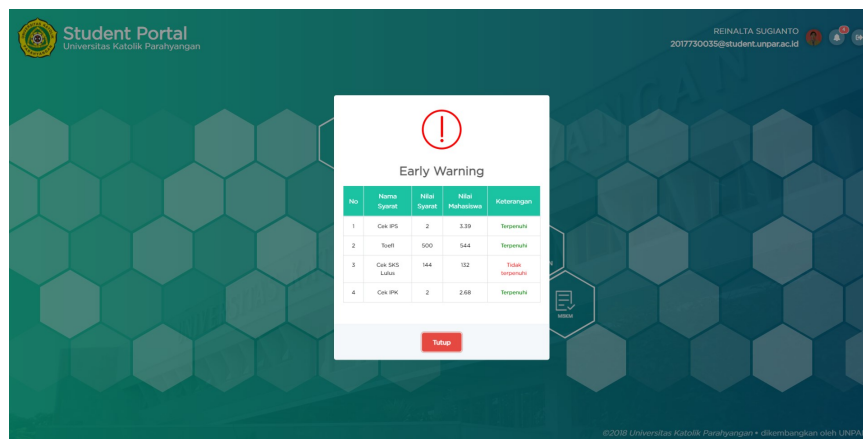 Student Portal
Universitas Katolik Parahyangan
REINALTA SUGIANTO
2017730035@student.unpar.ac.id
Early Warning
No Nama Syarat Nilai Syarat Nilai Mahasiswa Keterangan
1 Cek IPS 2 3.39 Terpenuhi
2 Toefl 500 544 Terpenuhi
3 Cek SKS Lulus 144 132 Tidak terpenuhi
4 Cek IPK 2 2.68 Terpenuhi
Tutup
©2018 Universitas Katolik Parahyangan • dikembangkan oleh UNPA